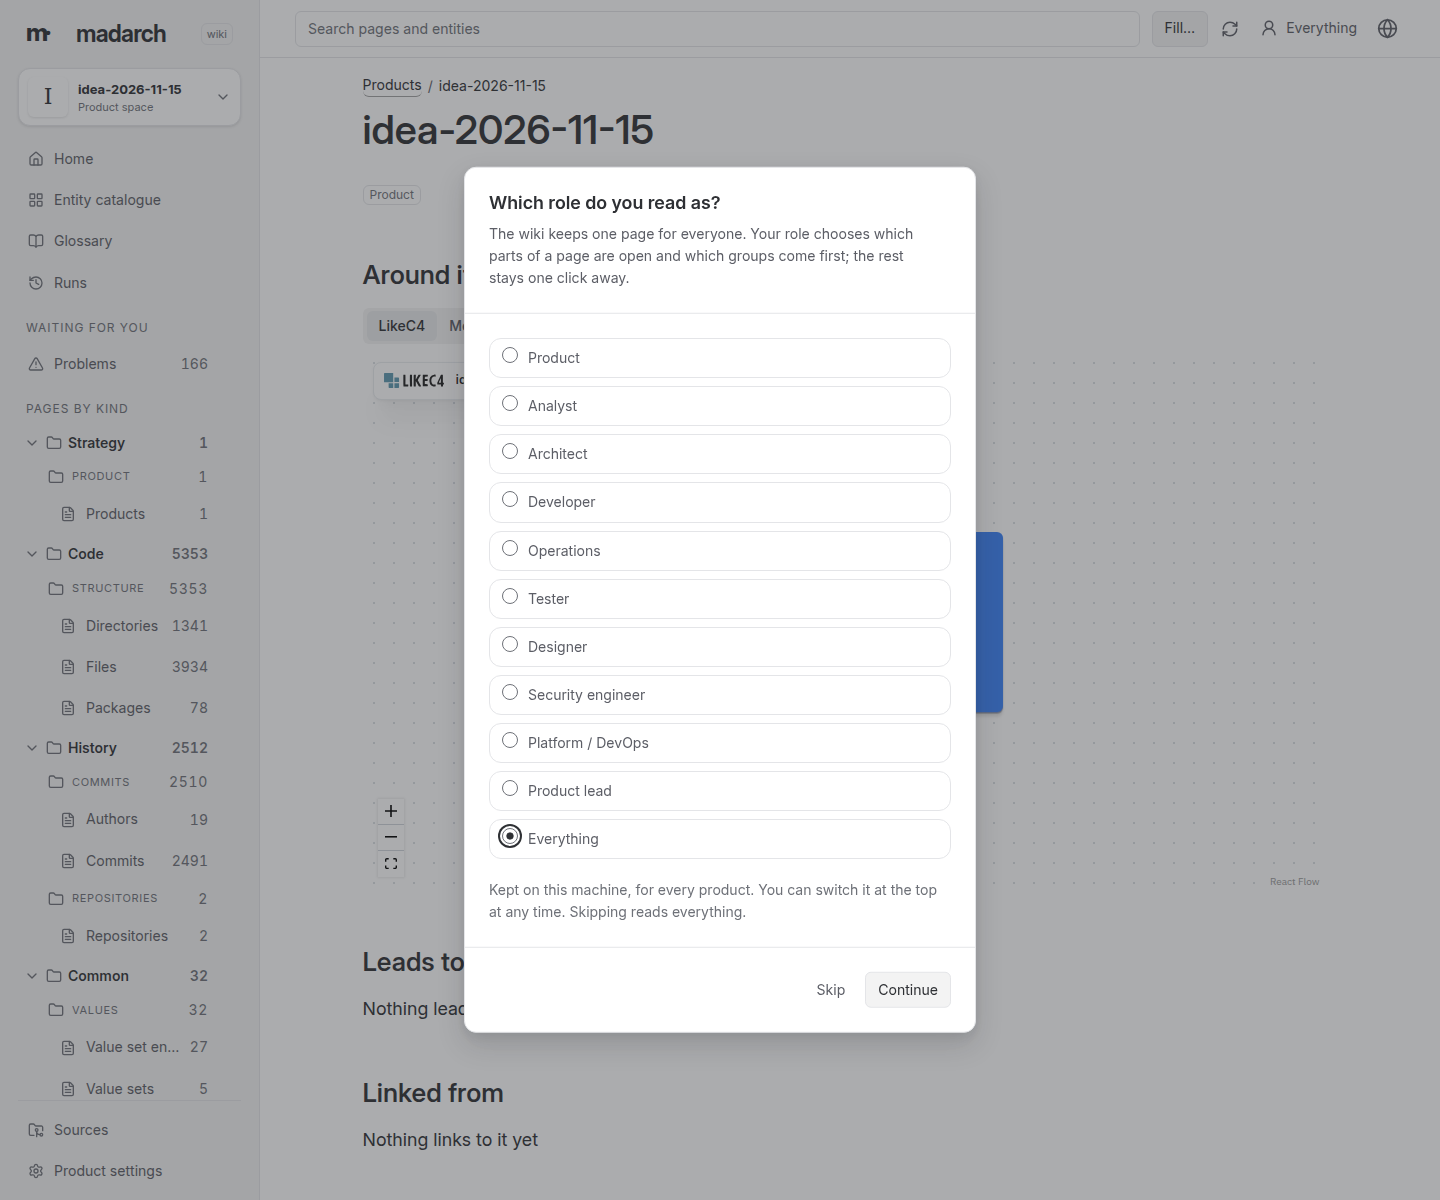 m·
madarch
wiki
I
idea-2026-11-15
Product space
Home
Entity catalogue
Glossary
Runs
WAITING FOR YOU
Problems 166
PAGES BY KIND
Strategy 1
PRODUCT 1
Products 1
Code 5353
STRUCTURE 5353
Directories 1341
Files 3934
Packages 78
History 2512
COMMITS 2510
Authors 19
Commits 2491
REPOSITORIES 2
Repositories 2
Common 32
VALUES 32
Value set en... 27
Value sets 5
Sources
Product settings
Search pages and entities
Fill...
Everything
Products / idea-2026-11-15
idea-2026-11-15
Product
Around
LikeC4
LIKEC4
React Flow
Leads to
Nothing
Linked from
Nothing links to it yet
Which role do you read as?
The wiki keeps one page for everyone. Your role chooses which
parts of a page are open and which groups come first; the rest
stays one click away.
Product
Analyst
Architect
Developer
Operations
Tester
Designer
Security engineer
Platform / DevOps
Product lead
Everything
Kept on this machine, for every product. You can switch it at the top
at any time. Skipping reads everything.
Skip
Continue